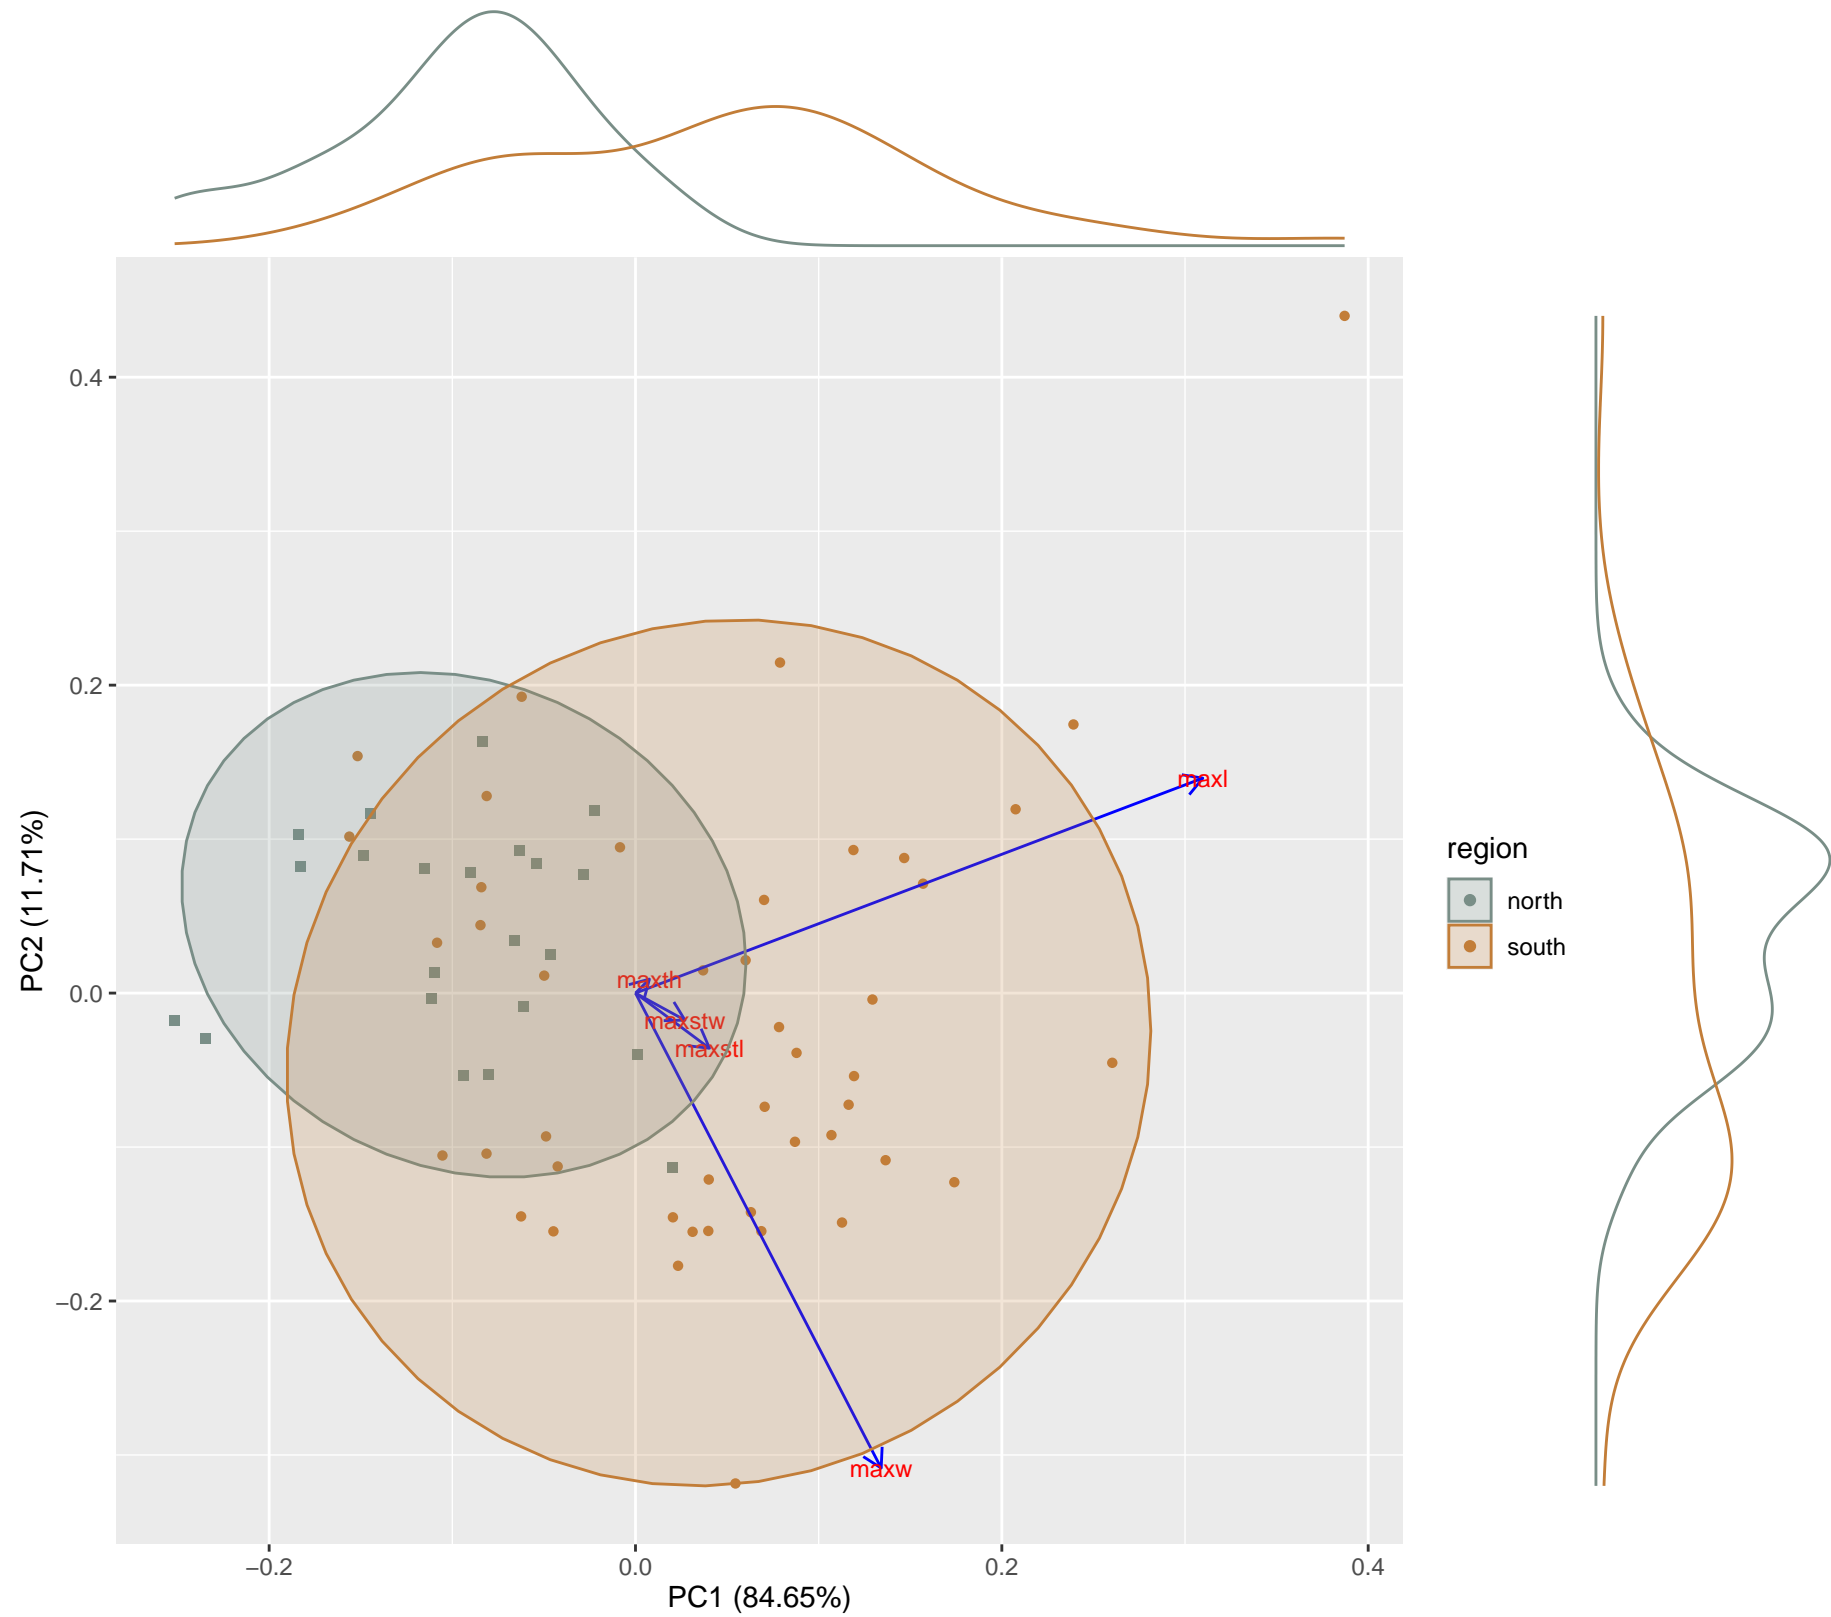 0.4
0.2
0.0
−0.2
PC2 (11.71%)
maxl
maxth
maxstw
maxstl
maxw
−0.2
0.0
0.2
0.4
PC1 (84.65%)
region
north
south